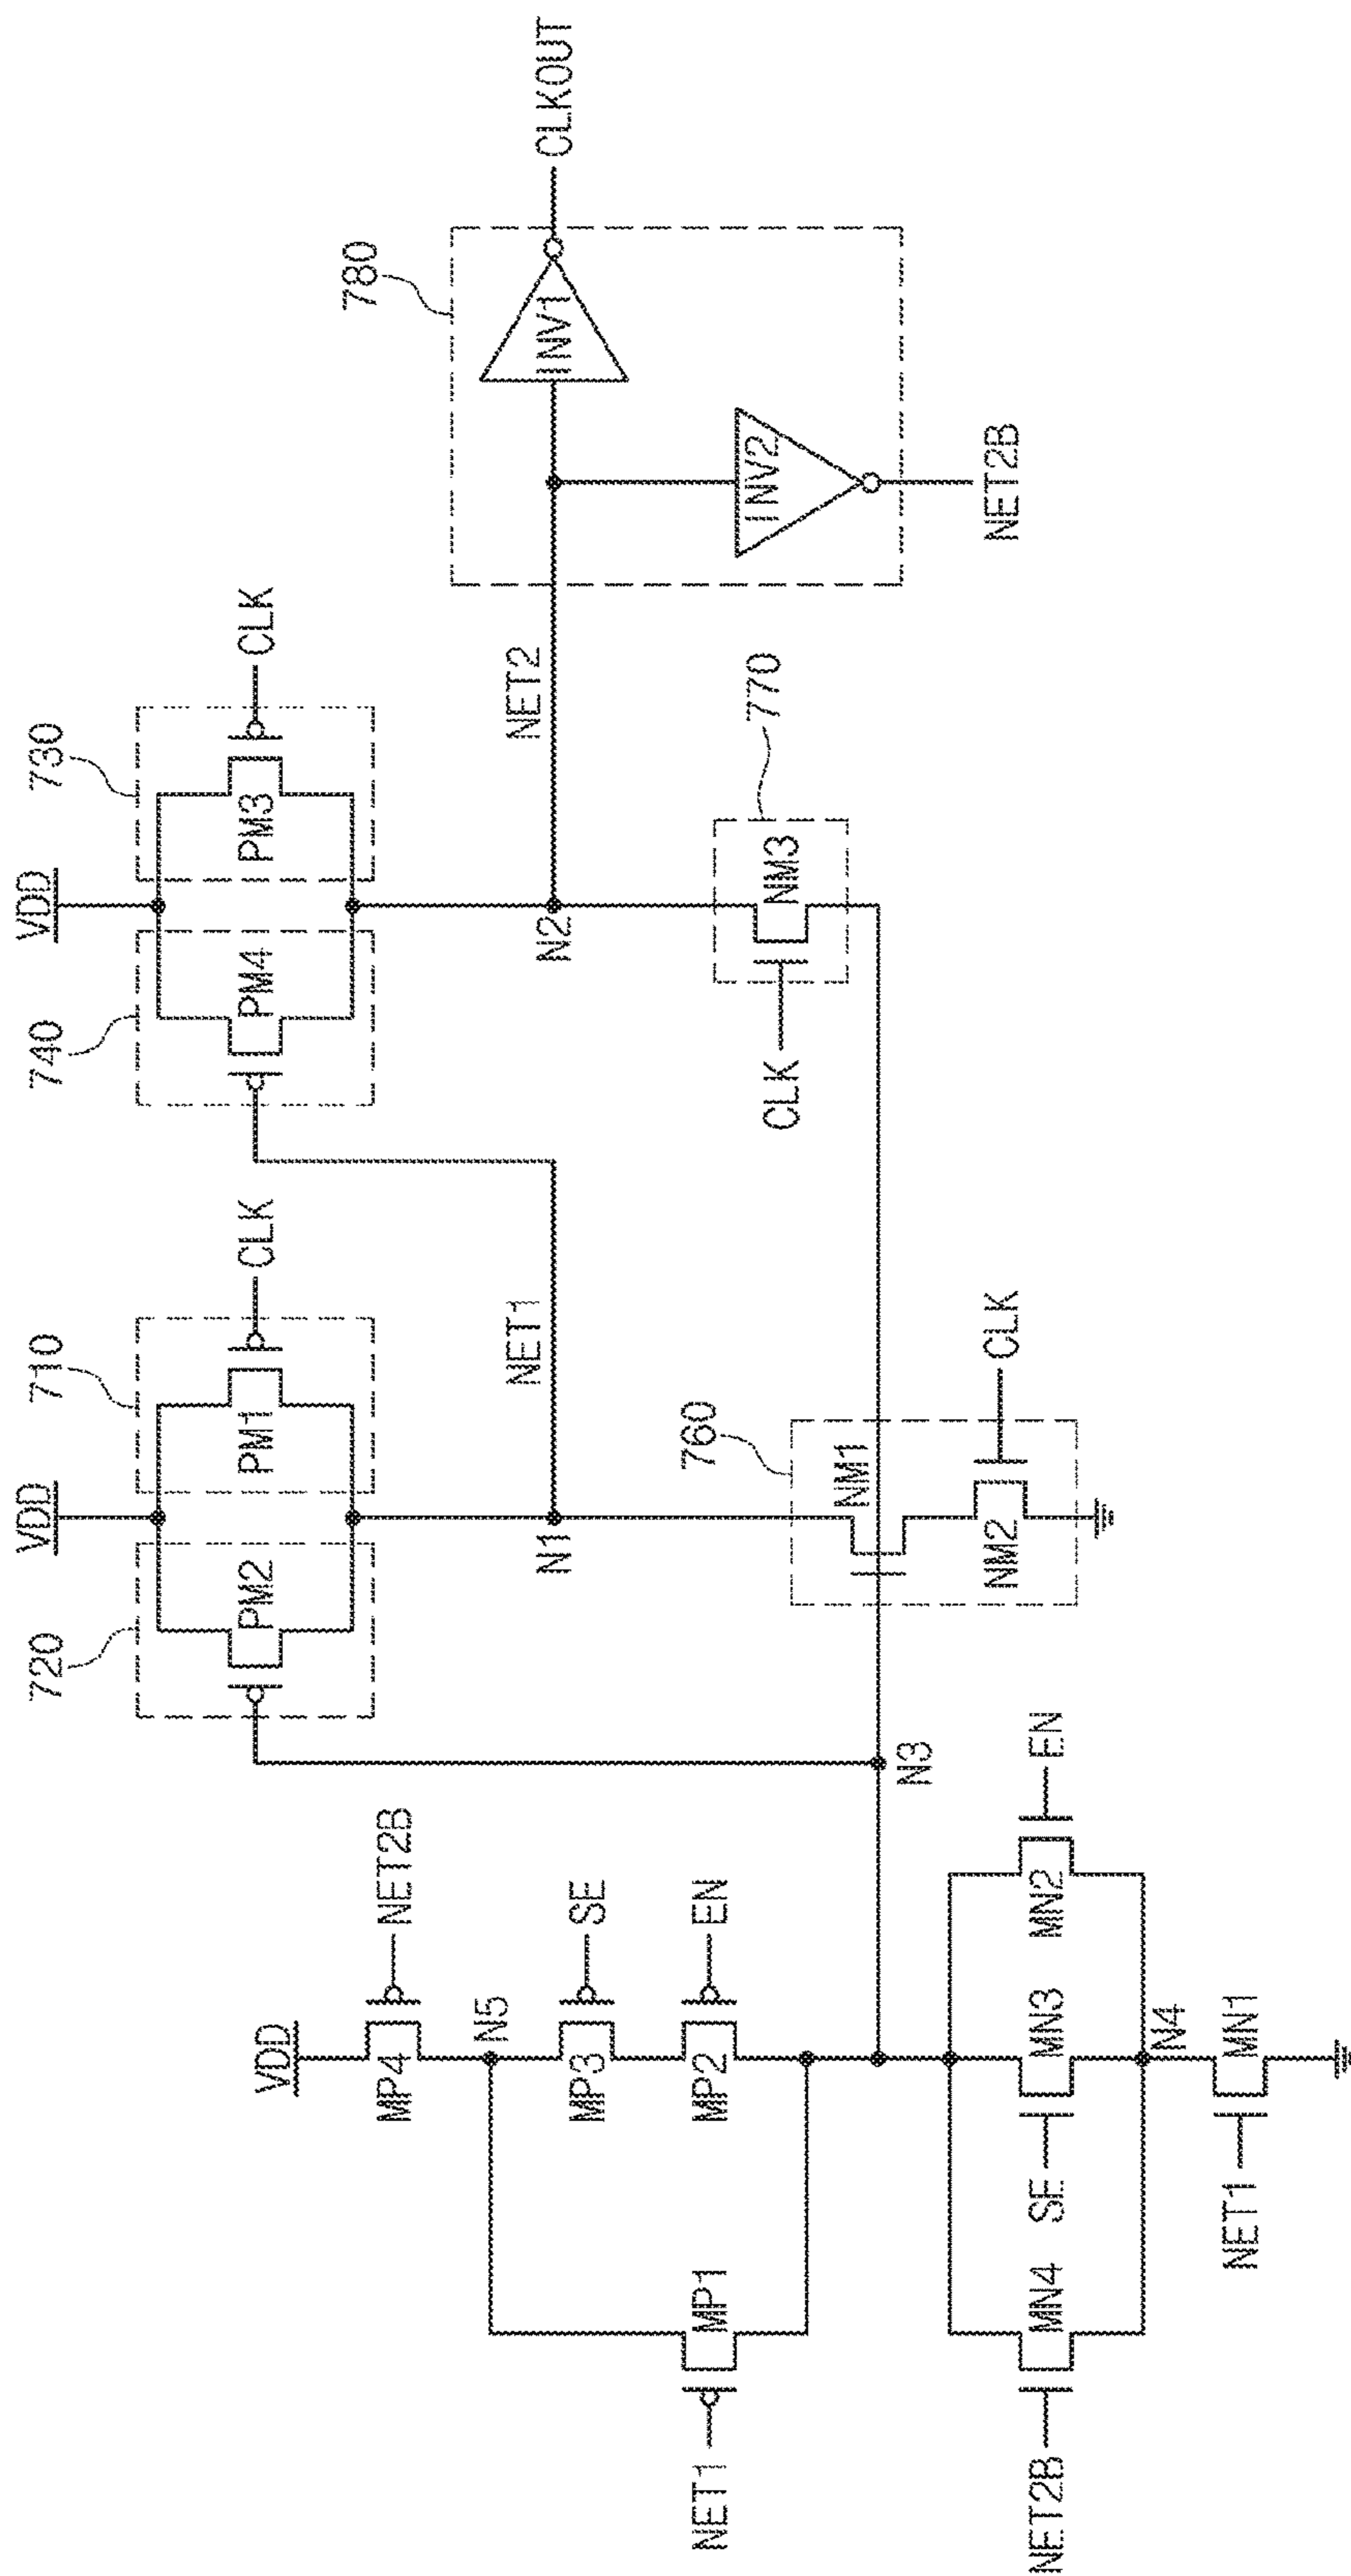 VDD
VDD
720
710
740
730
PM2
PM1
CLK
PM4
PM3
CLK
780
VDD
NET2B
MP4
N1
NET1
N2
NET2
INV1
CLKOUT
N5
SE
MP3
760
770
INV2
NET1
MP1
EN
MP2
NM1
CLK
NM3
N3
NET2B
NM2
CLK
NET2B
MN4
SE
MN3
MN2
EN
N4
NET1
MN1